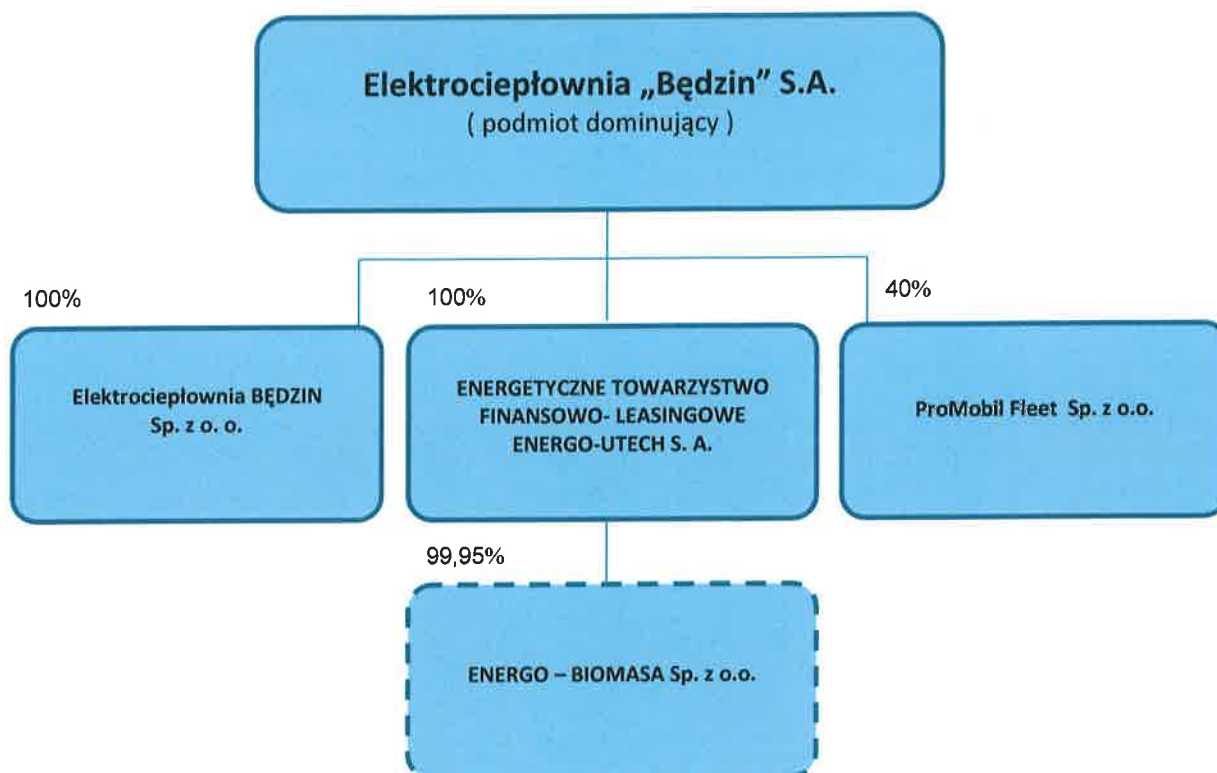 Elektrociepłownia „Będzin” S.A.
( podmiot dominujący )
100%
100%
40%
Elektrociepłownia BĘDZIN
Sp. z o. o.
ENERGETYCZNE TOWARZYSTWO
FINANSOWO- LEASINGOWE
ENERGO-UTECH S. A.
ProMobil Fleet Sp. z o.o.
99,95%
ENERGO – BIOMASA Sp. z o.o.